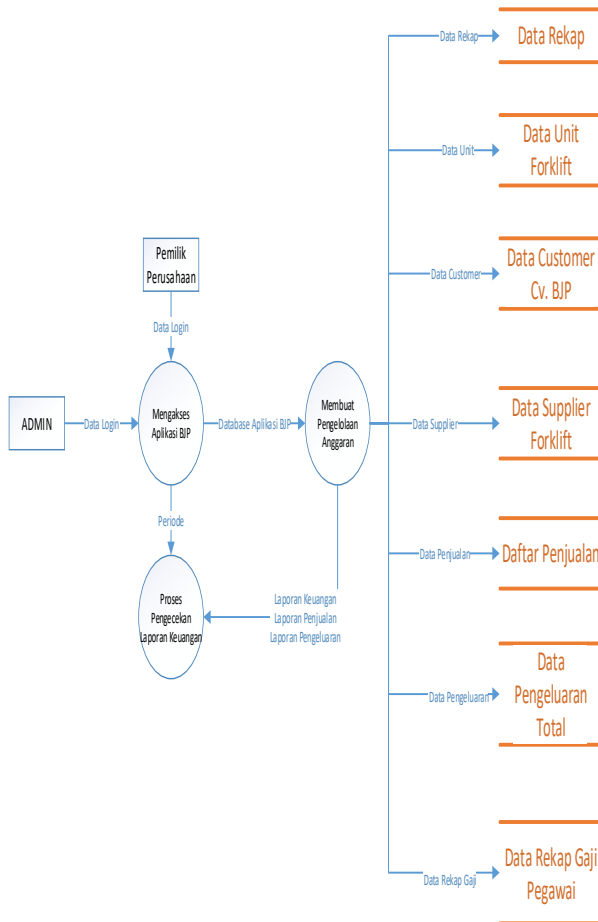 Data Rekap
Data Rekap
Data Unit
Data Unit
Forklift
Pemilik
Perusahaan
Data Customer
Data Customer
Cv. BJP
Data Login
ADMIN
Data Login
Mengakses
Aplikasi BJP
Database Aplikasi BJP
Membuat
Pengelolaan
Anggaran
Data Supplier
Data Supplier
Forklift
Periode
Data Penjualan
Daftar Penjualan
Proses
Pengecekan
Laporan Keuangan
Laporan Keuangan
Laporan Penjualan
Laporan Pengeluaran
Data Pengeluaran
Data
Pengeluaran
Total
Data Rekap Gaji
Data Rekap Gaji
Pegawai